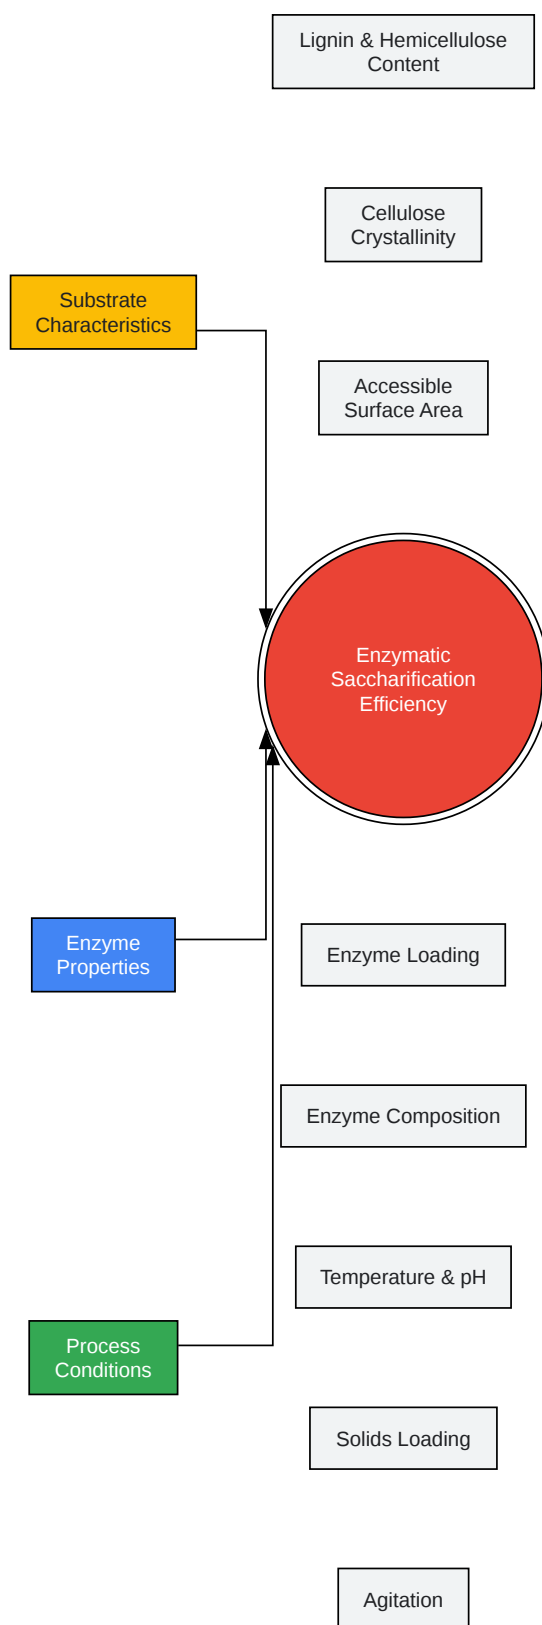 Lignin & Hemicellulose
Content
Cellulose
Crystallinity
Substrate
Characteristics
Accessible
Surface Area
Enzymatic
Saccharification
Efficiency
Enzyme
Properties
Enzyme Loading
Enzyme Composition
Temperature & pH
Process
Conditions
Solids Loading
Agitation